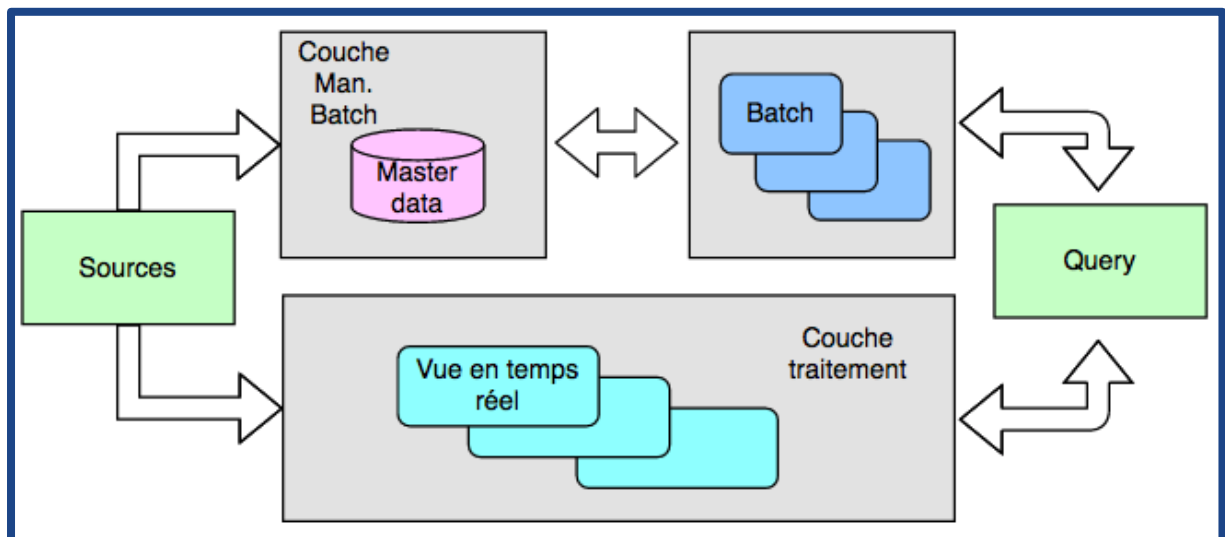 Couche
Man.
Batch
Master
data
Batch
Sources
Query
Vue en temps
réel
Couche
traitement